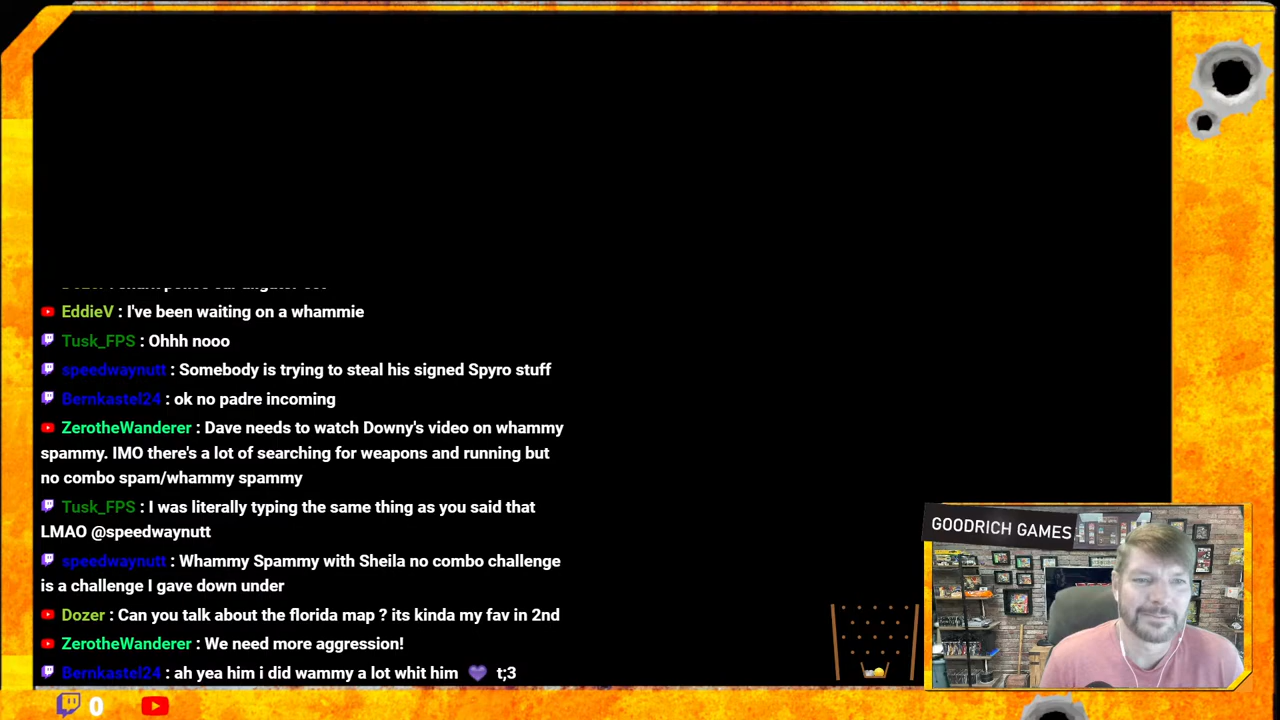 EddieV : I've been waiting on a whammie
Tusk_FPS : Ohhh nooo
speedwaynutt : Somebody is trying to steal his signed Spyro stuff
Bernkastel24 : ok no padre incoming
ZerotheWanderer : Dave needs to watch Downy's video on whammy
spammy. IMO there's a lot of searching for weapons and running but
no combo spam/whammy spammy
Tusk_FPS : I was literally typing the same thing as you said that
LMAO @speedwaynutt
speedwaynutt : Whammy Spammy with Sheila no combo challenge
is a challenge I gave down under
Dozer : Can you talk about the florida map ? its kinda my fav in 2nd
ZerotheWanderer : We need more aggression!
Bernkastel24 : ah yea him i did wammy a lot whit him 💜 t;3
GOODRICH GAMES
0